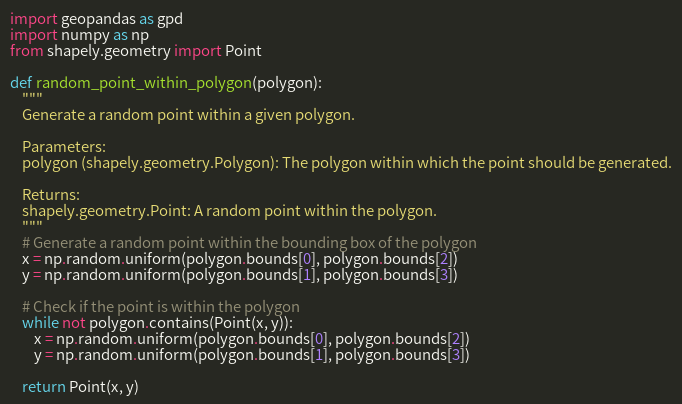 import geopandas as gpd
import numpy as np
from shapely.geometry import Point

def random_point_within_polygon(polygon):
    """
    Generate a random point within a given polygon.

    Parameters:
    polygon (shapely.geometry.Polygon): The polygon within which the point should be generated.

    Returns:
    shapely.geometry.Point: A random point within the polygon.
    """
    # Generate a random point within the bounding box of the polygon
    x = np.random.uniform(polygon.bounds[0], polygon.bounds[2])
    y = np.random.uniform(polygon.bounds[1], polygon.bounds[3])

    # Check if the point is within the polygon
    while not polygon.contains(Point(x, y)):
        x = np.random.uniform(polygon.bounds[0], polygon.bounds[2])
        y = np.random.uniform(polygon.bounds[1], polygon.bounds[3])

    return Point(x, y)